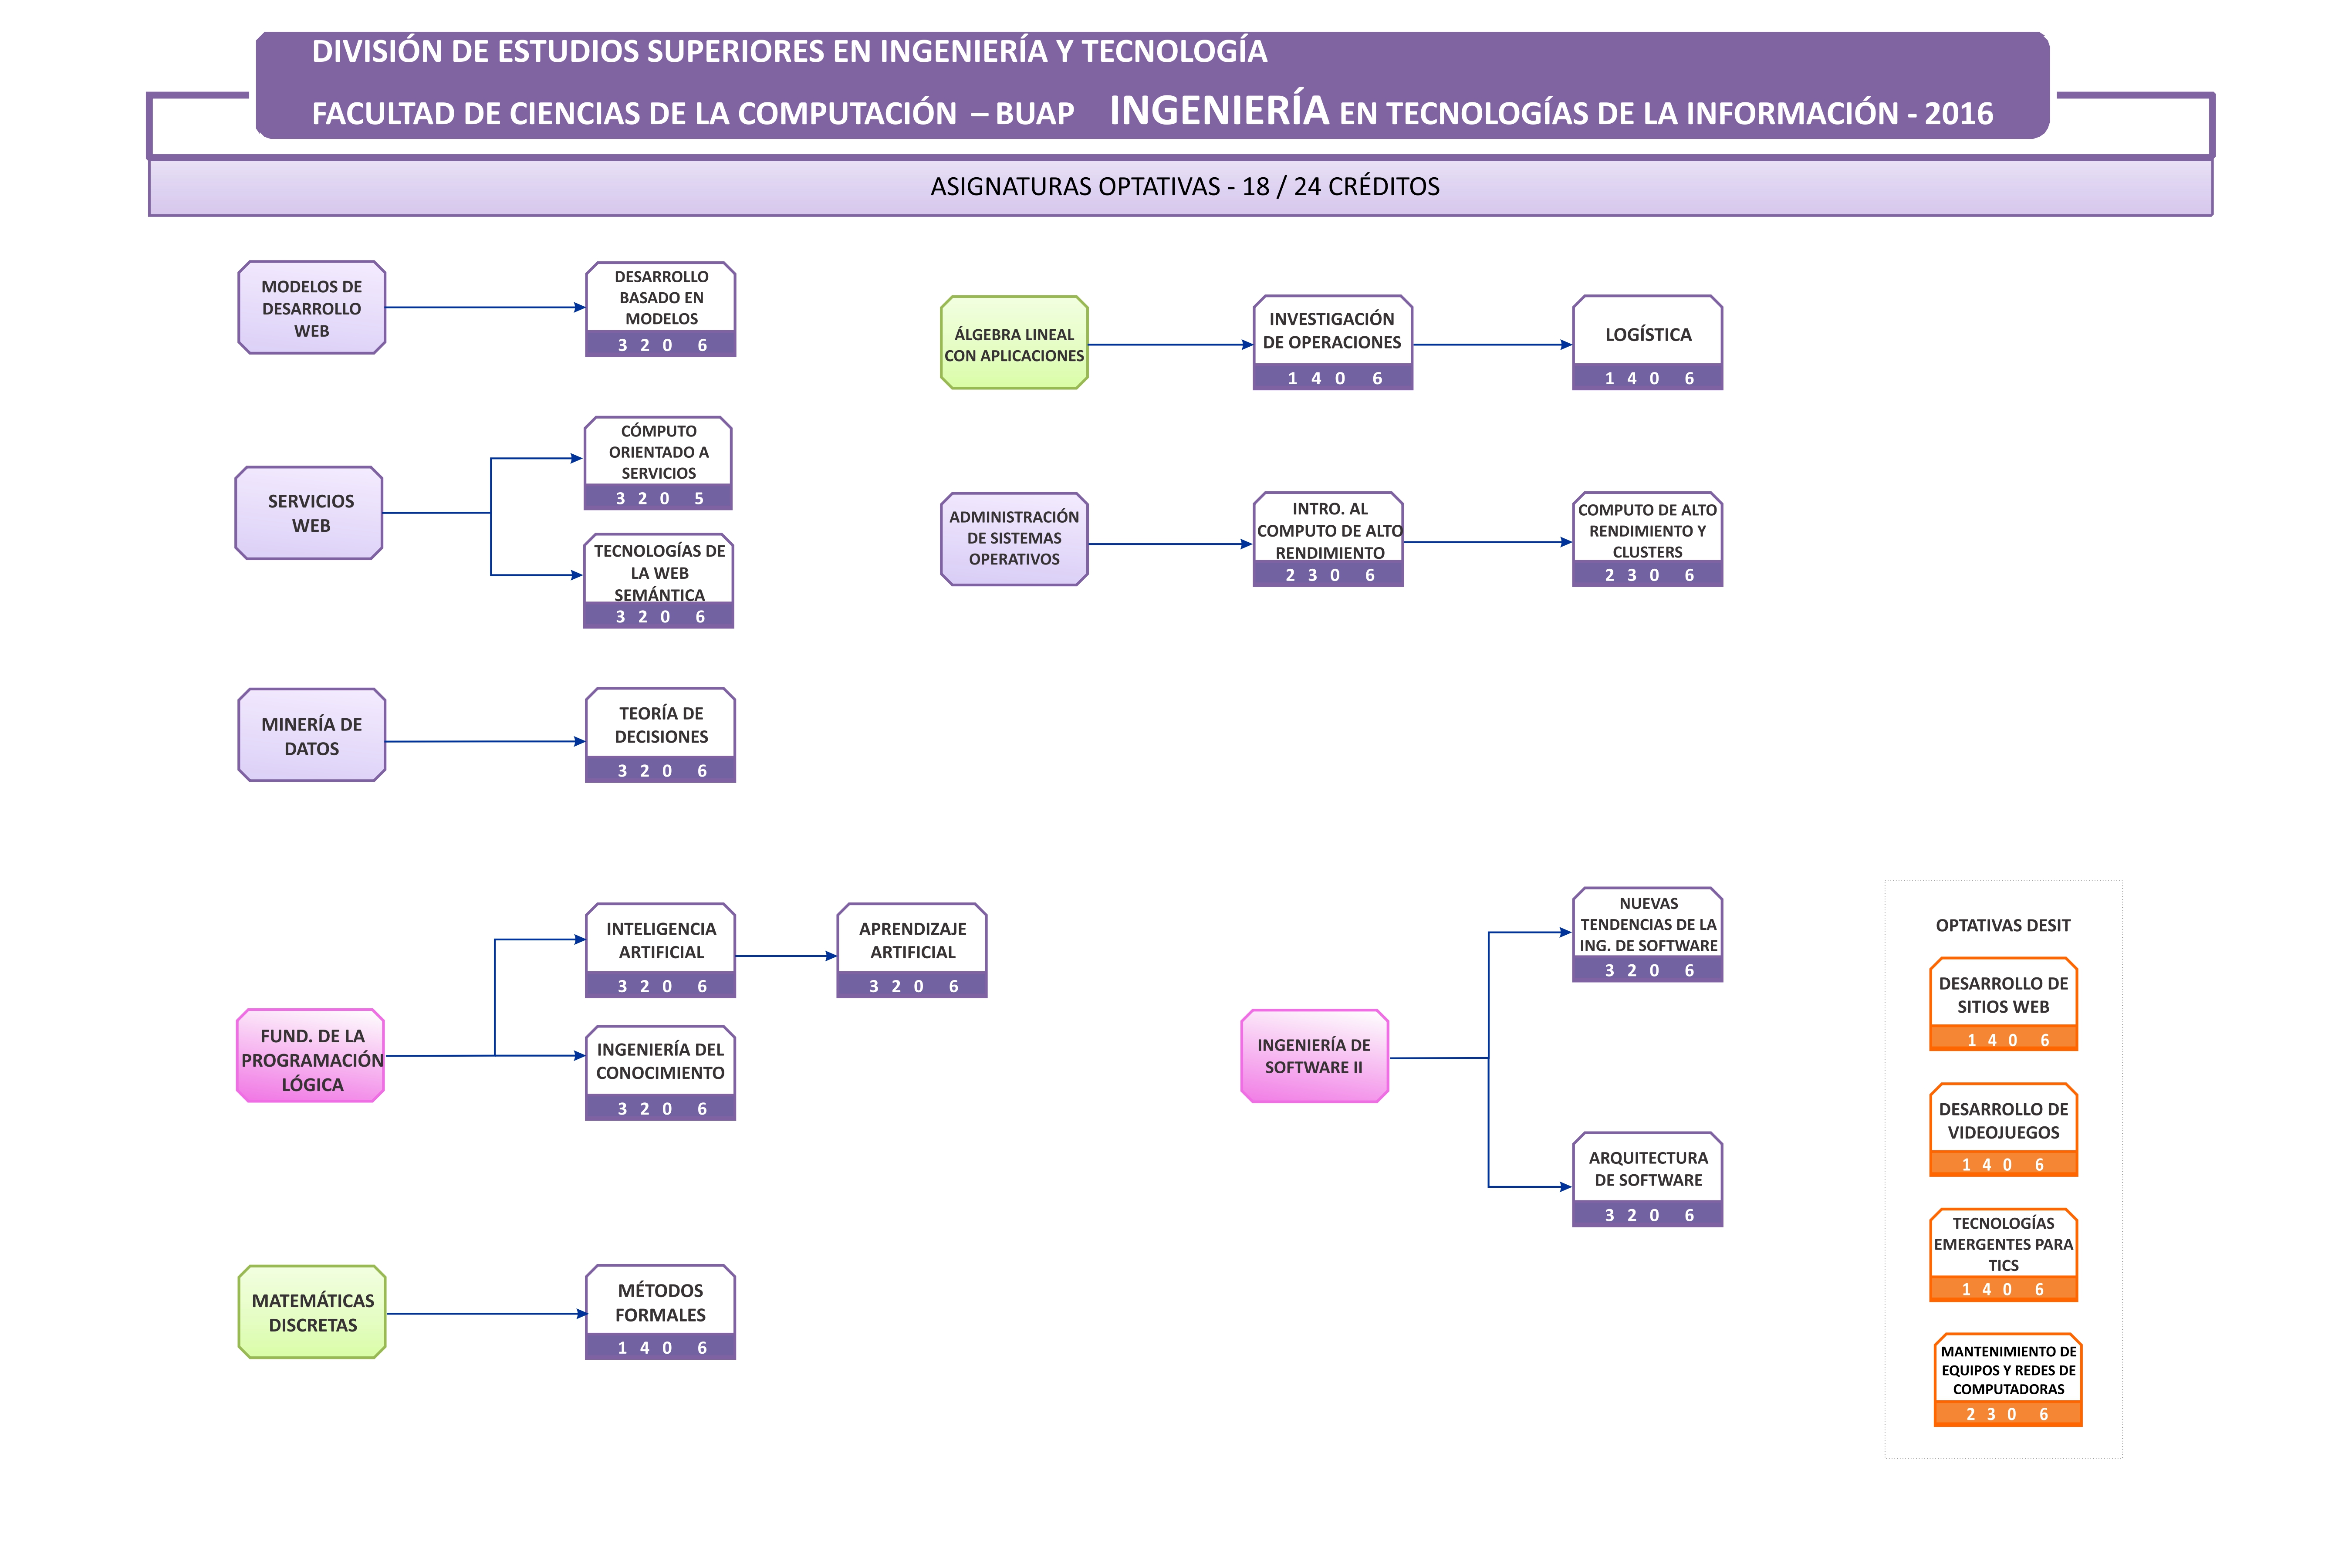 DIVISIÓN DE ESTUDIOS SUPERIORES EN INGENIERÍA Y TECNOLOGÍA
FACULTAD DE CIENCIAS DE LA COMPUTACIÓN – BUAP INGENIERÍA EN TECNOLOGÍAS DE LA INFORMACIÓN - 2016
ASIGNATURAS OPTATIVAS - 18 / 24 CRÉDITOS
MODELOS DE
DESARROLLO
WEB
DESARROLLO
BASADO EN
MODELOS
3 2 0 6
SERVICIOS
WEB
CÓMPUTO
ORIENTADO A
SERVICIOS
3 2 0 5
TECNOLOGÍAS DE
LA WEB
SEMÁNTICA
3 2 0 6
MINERÍA DE
DATOS
TEORÍA DE
DECISIONES
3 2 0 6
ÁLGEBRA LINEAL
CON APLICACIONES
INVESTIGACIÓN
DE OPERACIONES
1 4 0 6
LOGÍSTICA
1 4 0 6
ADMINISTRACIÓN
DE SISTEMAS
OPERATIVOS
INTRO. AL
COMPUTO DE ALTO
RENDIMIENTO
2 3 0 6
COMPUTO DE ALTO
RENDIMIENTO Y
CLUSTERS
2 3 0 6
FUND. DE LA
PROGRAMACIÓN
LÓGICA
INTELIGENCIA
ARTIFICIAL
3 2 0 6
APRENDIZAJE
ARTIFICIAL
3 2 0 6
INGENIERÍA DEL
CONOCIMIENTO
3 2 0 6
MATEMÁTICAS
DISCRETAS
MÉTODOS
FORMALES
1 4 0 6
INGENIERÍA DE
SOFTWARE II
NUEVAS
TENDENCIAS DE LA
ING. DE SOFTWARE
3 2 0 6
ARQUITECTURA
DE SOFTWARE
3 2 0 6
OPTATIVAS DESIT
DESARROLLO DE
SITIOS WEB
1 4 0 6
DESARROLLO DE
VIDEOJUEGOS
1 4 0 6
TECNOLOGÍAS
EMERGENTES PARA
TICS
1 4 0 6
MANTENIMIENTO DE
EQUIPOS Y REDES DE
COMPUTADORAS
2 3 0 6